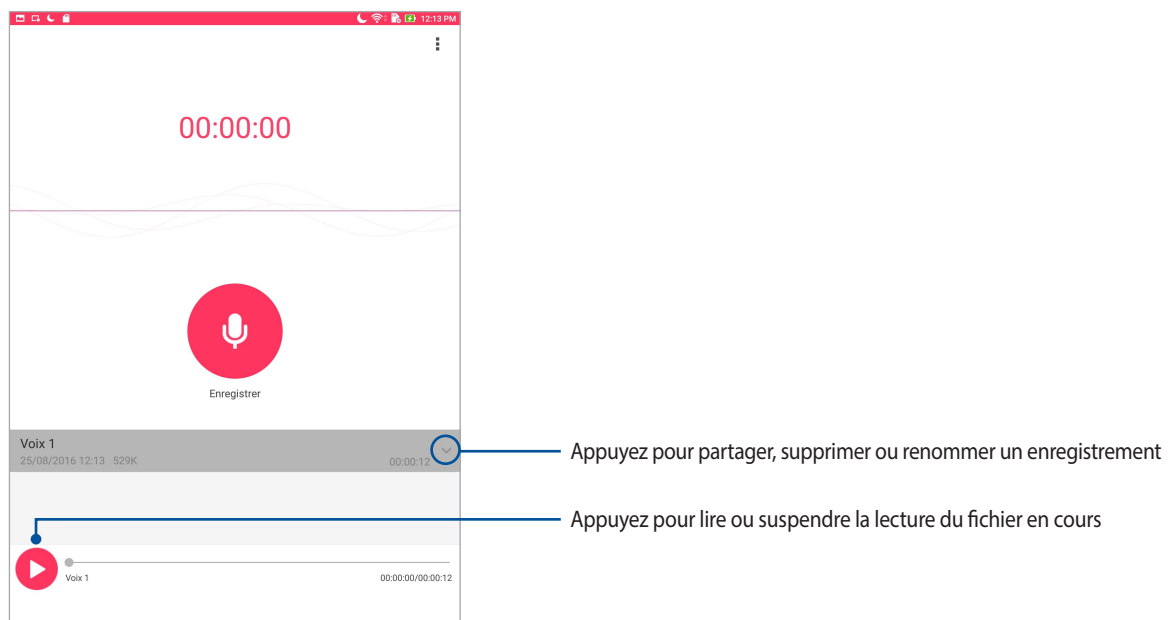 12:13 PM
00:00:00
Enregistrer
Voix 1
25/08/2016 12:13 529K
00:00:12
Appuyez pour partager, supprimer ou renommer un enregistrement
Appuyez pour lire ou suspendre la lecture du fichier en cours
Voix 1
00:00:00/00:00:12